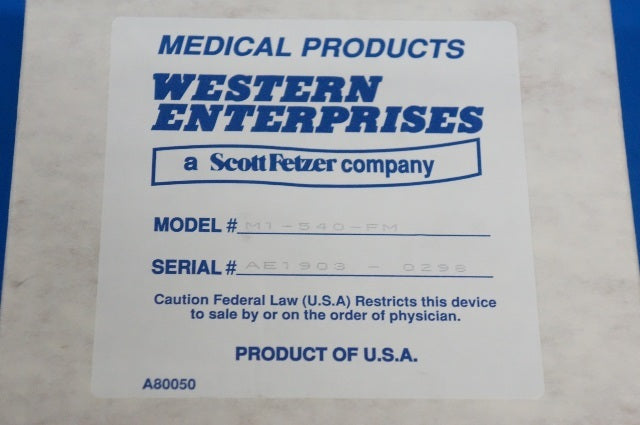 MEDICAL PRODUCTS
WESTERN
ENTERPRISES
a ScottFetzer company
MODEL # M1-540-FM
SERIAL # AE1903 - 0298
Caution Federal Law (U.S.A) Restricts this device
to sale by or on the order of physician.
PRODUCT OF U.S.A.
A80050